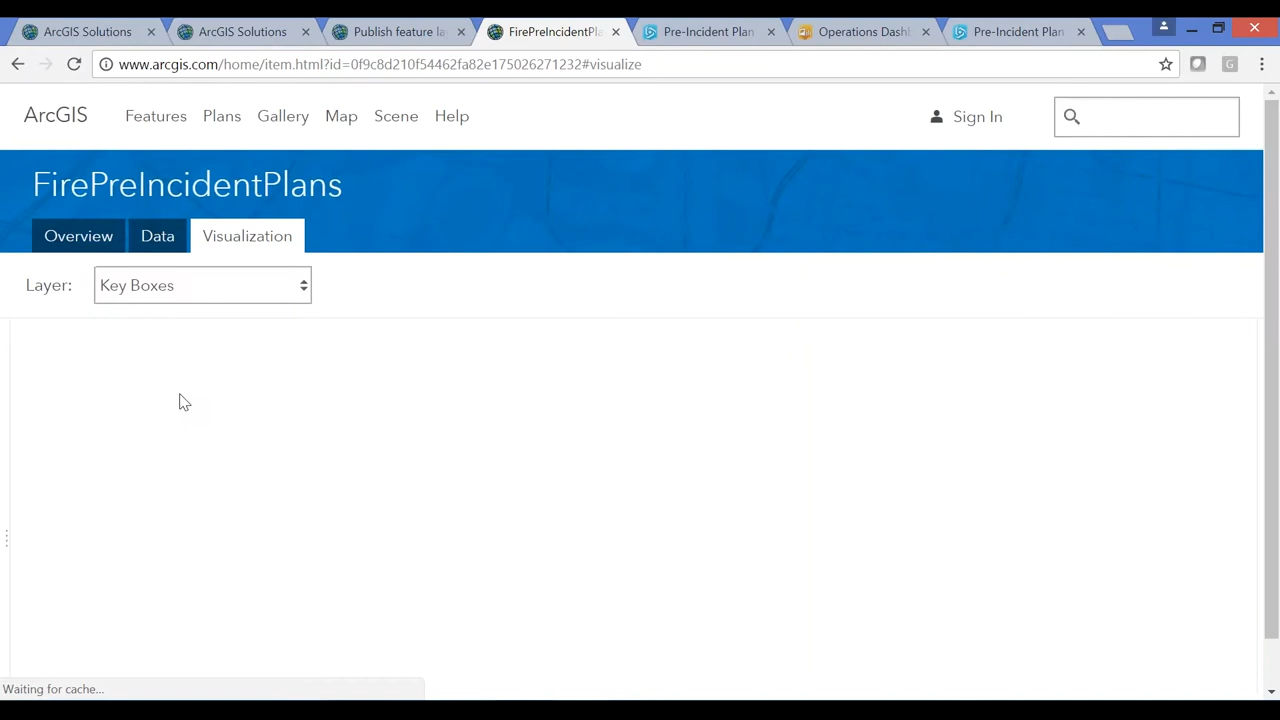 ArcGIS Solutions
ArcGIS Solutions
Publish feature la
FirePreIncidentPla
Pre-Incident Plan
Operations Dash
Pre-Incident Plan
www.arcgis.com/home/item.html?id=0f9c8d210f54462fa82e175026271232#visualize
ArcGIS Features Plans Gallery Map Scene Help Sign In
FirePreIncidentPlans
Overview Data Visualization
Layer: Key Boxes
Waiting for cache...